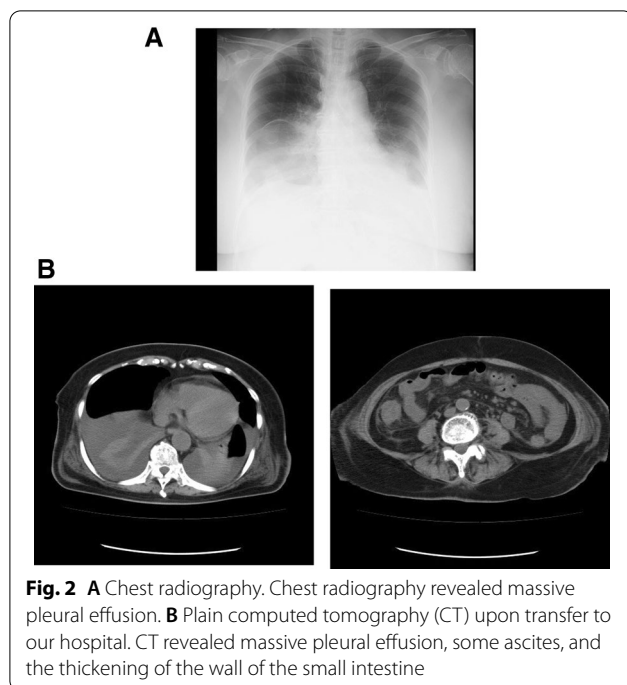 A
B
Fig. 2 A Chest radiography. Chest radiography revealed massive
pleural effusion. B Plain computed tomography (CT) upon transfer to
our hospital. CT revealed massive pleural effusion, some ascites, and
the thickening of the wall of the small intestine